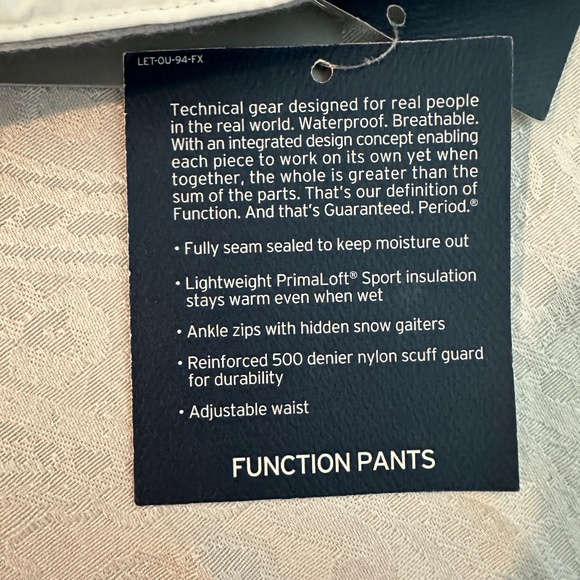 LET-OU-94-FX
Technical gear designed for real people
in the real world. Waterproof. Breathable.
With an integrated design concept enabling
each piece to work on its own yet when
together, the whole is greater than the
sum of the parts. That's our definition of
Function. And that's Guaranteed. Period.®
• Fully seam sealed to keep moisture out
• Lightweight PrimaLoft® Sport insulation
stays warm even when wet
• Ankle zips with hidden snow gaiters
• Reinforced 500 denier nylon scuff guard
for durability
• Adjustable waist
FUNCTION PANTS